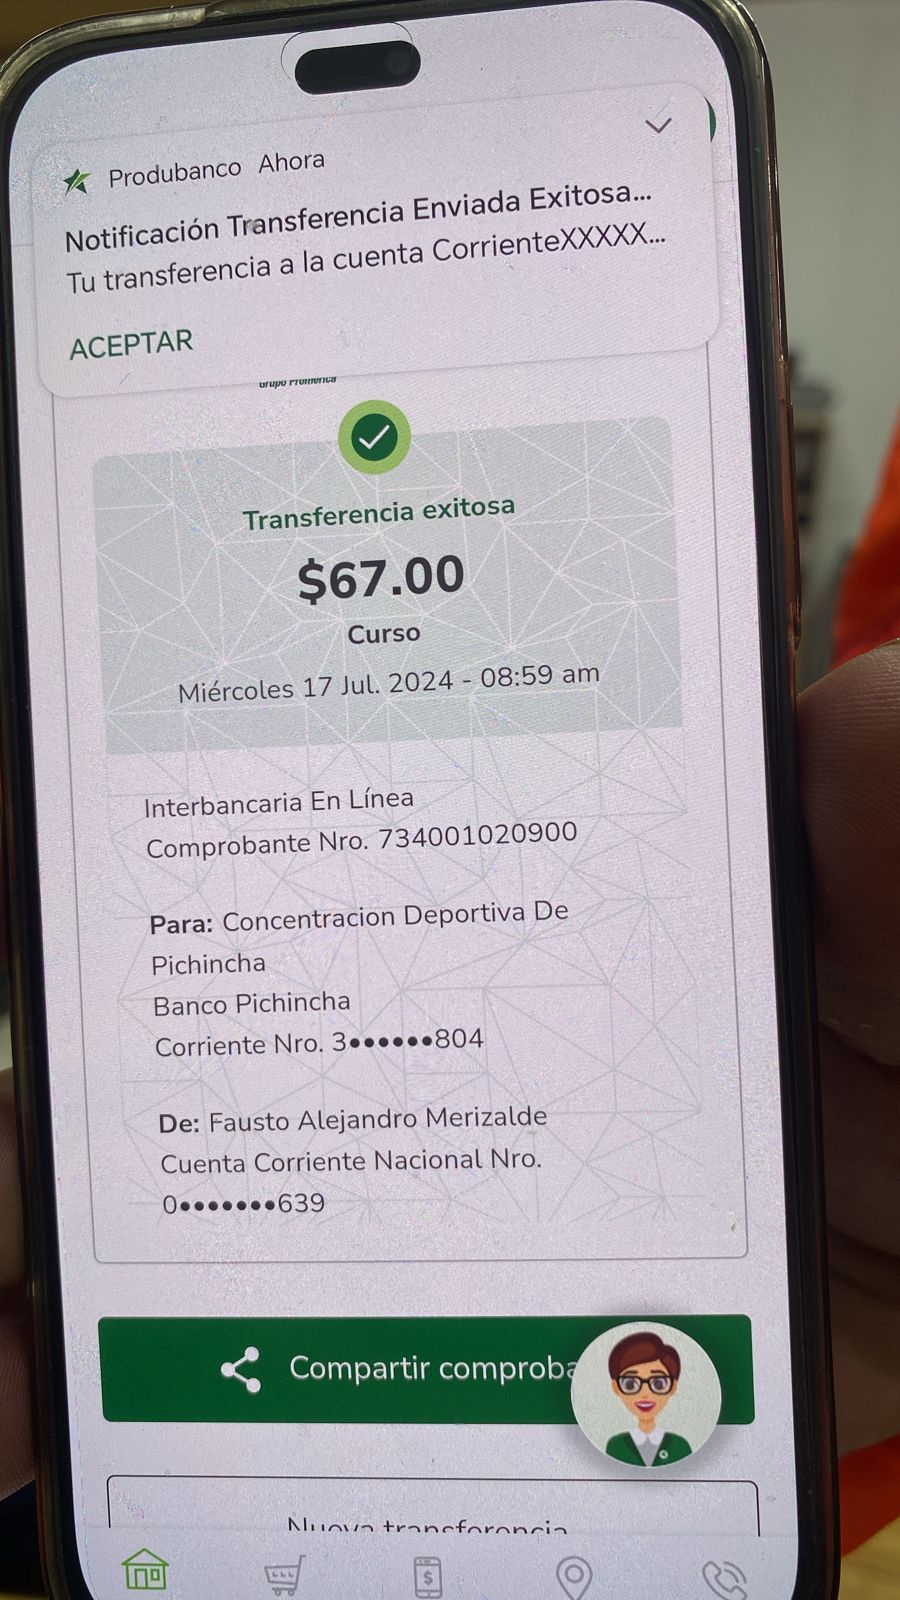 Produbanco Ahora
Notificación Transferencia Enviada Exitosa...
Tu transferencia a la cuenta CorrienteXXXXX...
ACEPTAR
Grupo Promerica
Transferencia exitosa
$67.00
Curso
Miércoles 17 Jul. 2024 - 08:59 am
Interbancaria En Línea
Comprobante Nro. 734001020900
Para: Concentracion Deportiva De
Pichincha
Banco Pichincha
Corriente Nro. 3••••••804
De: Fausto Alejandro Merizalde
Cuenta Corriente Nacional Nro.
0•••••••639
Compartir comproba
Nueva transferencia